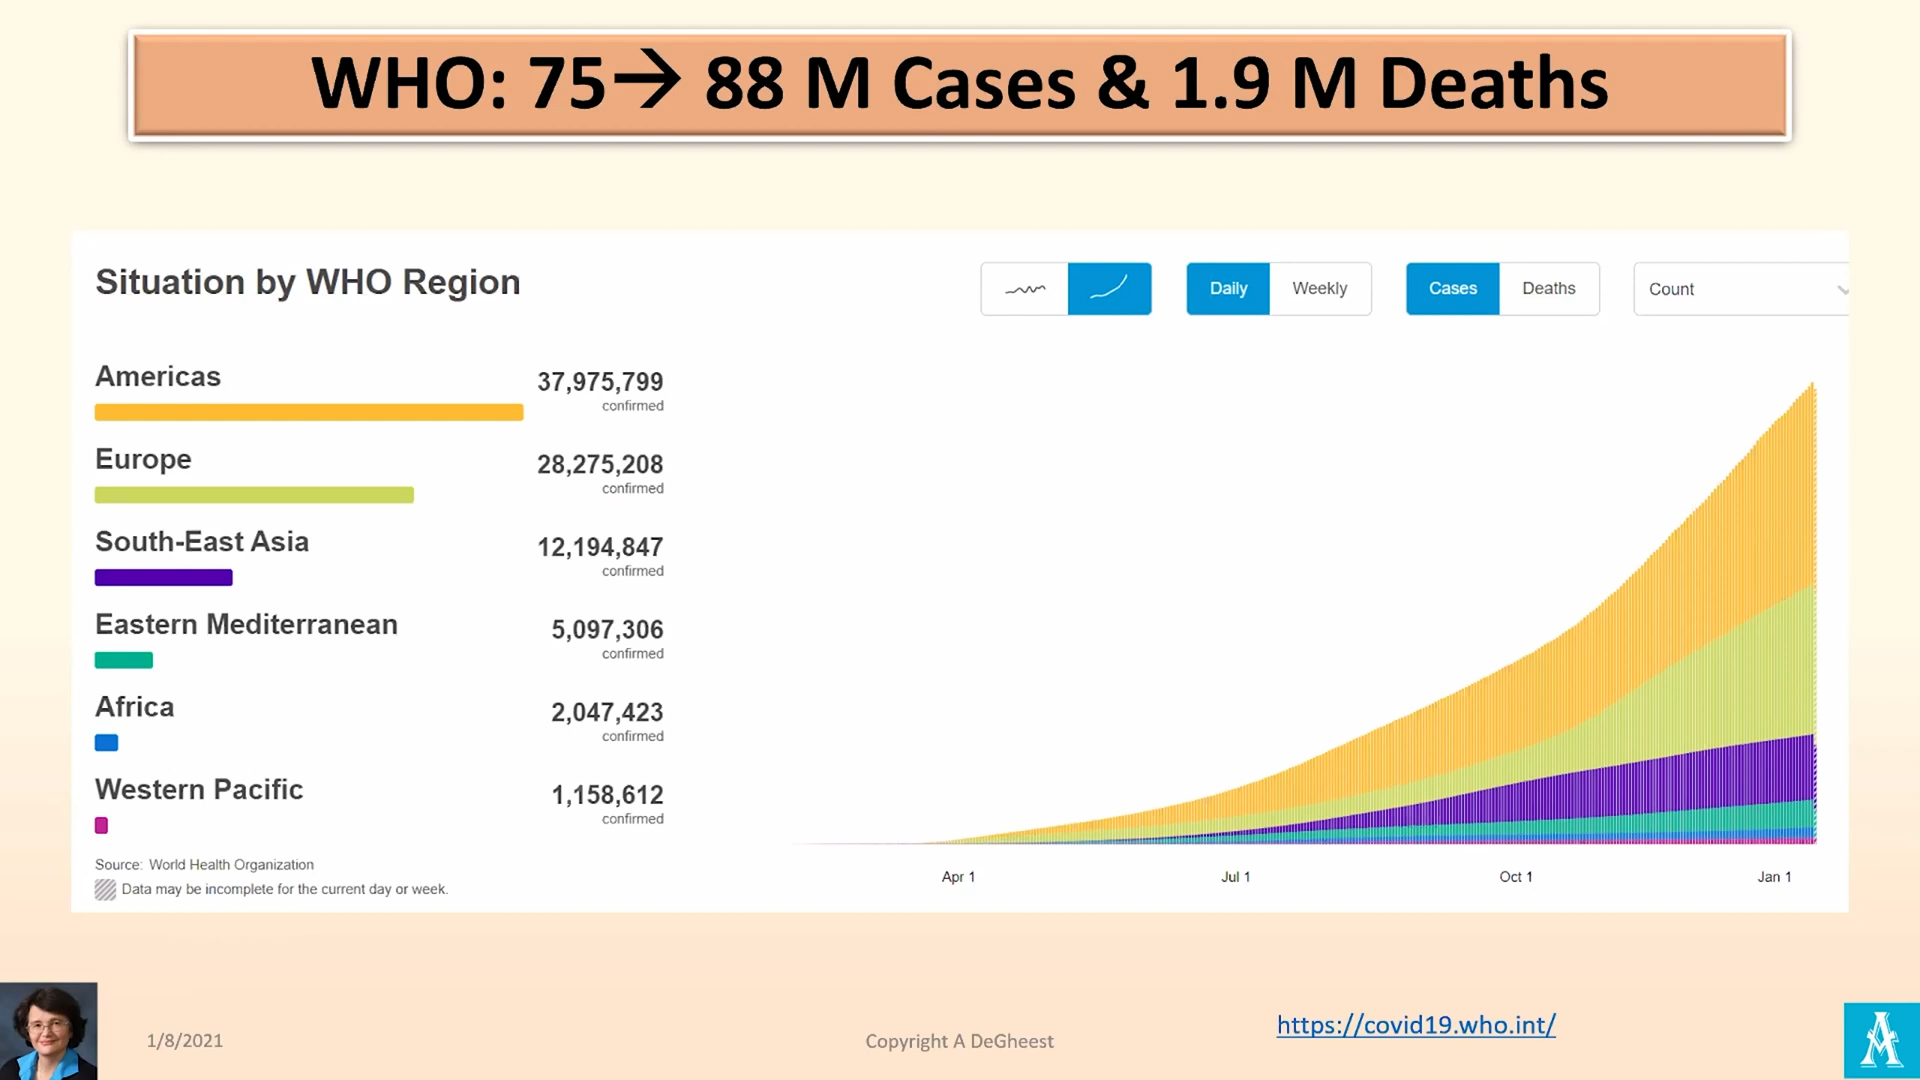 WHO: 75→ 88 M Cases & 1.9 M Deaths
Situation by WHO Region
Daily
Weekly
Cases
Deaths
Count
Americas
37,975,799
confirmed
Europe
28,275,208
confirmed
South-East Asia
12,194,847
confirmed
Eastern Mediterranean
5,097,306
confirmed
Africa
2,047,423
confirmed
Western Pacific
1,158,612
confirmed
Source: World Health Organization
Data may be incomplete for the current day or week.
Apr 1
Jul 1
Oct 1
Jan 1
1/8/2021
Copyright A DeGheest
https://covid19.who.int/
A